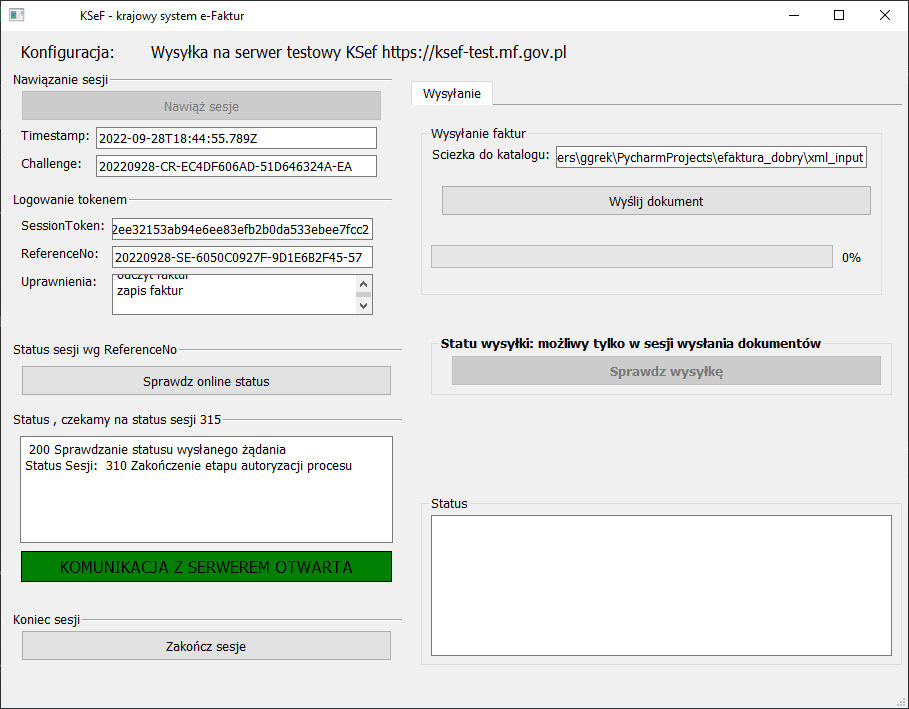 KSeF - krajowy system e-Faktur
Konfiguracja: Wysyłka na serwer testowy KSef https://ksef-test.mf.gov.pl
Nawiązanie sesji
Nawiąż sesje
Timestamp: 2022-09-28T18:44:55.789Z
Challenge: 20220928-CR-EC4DF606AD-51D646324A-EA
Logowanie tokenem
SessionToken: 2ee32153ab94e6ee83efb2b0da533ebee7fcc2
ReferenceNo: 20220928-SE-6050C0927F-9D1E6B2F45-57
Uprawnienia: odczyt faktur
zapis faktur
Status sesji wg ReferenceNo
Sprawdz online status
Status , czekamy na status sesji 315
200 Sprawdzanie statusu wysłanego żądania
Status Sesji: 310 Zakończenie etapu autoryzacji procesu
KOMUNIKACJA Z SERWEREM OTWARTA
Koniec sesji
Zakończ sesje
Wysyłanie
Wysyłanie faktur
Sciezka do katalogu: ers\ggrek\PycharmProjects\efaktura_dobry\xml_input
Wyślij dokument
0%
Statu wysyłki: możliwy tylko w sesji wysłania dokumentów
Sprawdz wysyłkę
Status